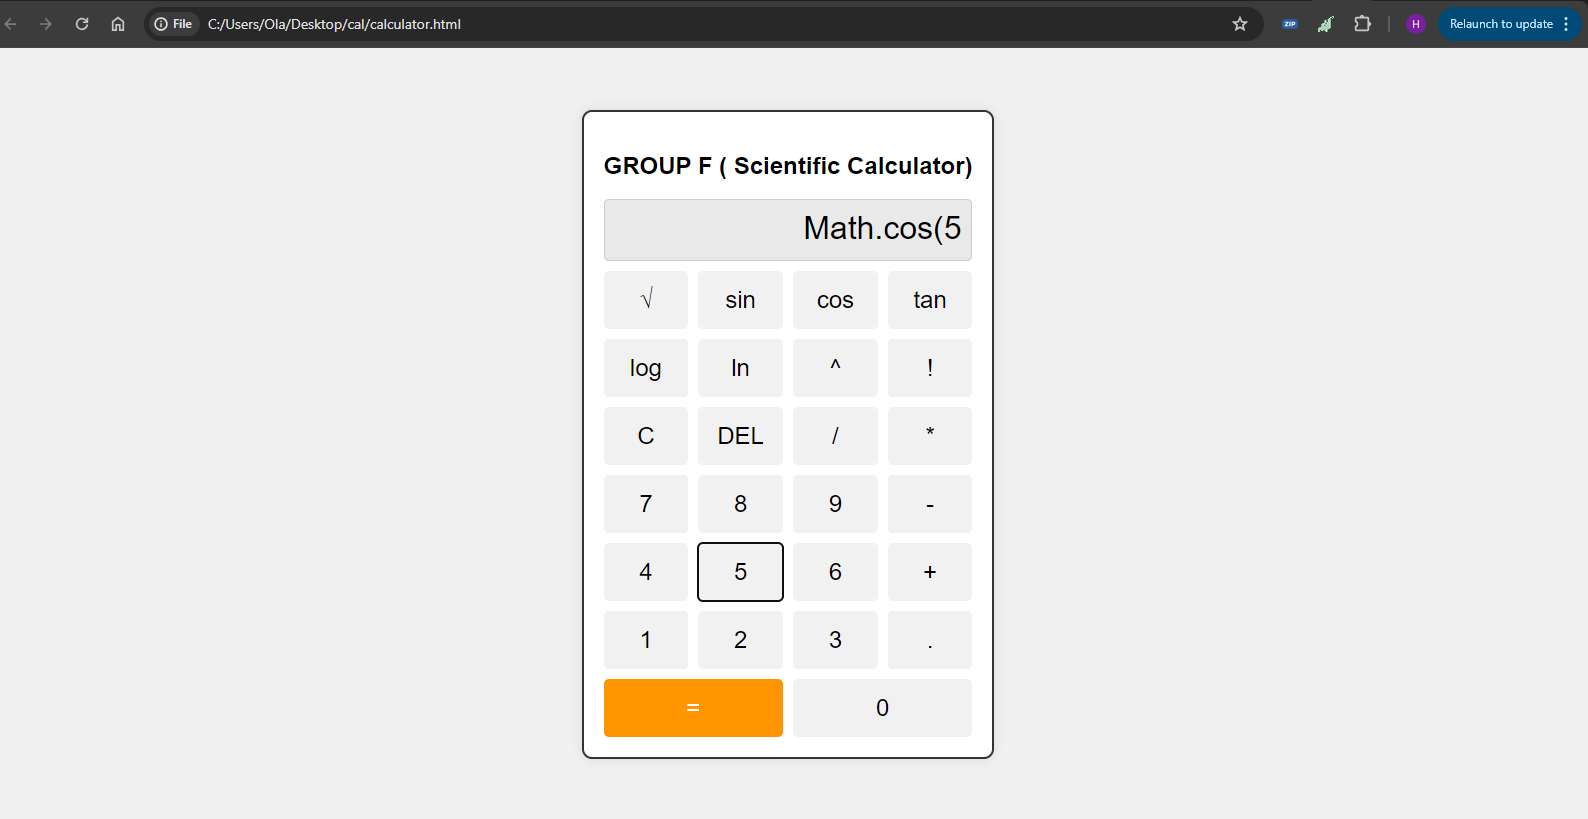 File C:/Users/Ola/Desktop/cal/calculator.html ZIP H Relaunch to update
GROUP F ( Scientific Calculator)
Math.cos(5
√ sin cos tan
log ln ^ !
C DEL / *
7 8 9 -
4 5 6 +
1 2 3 .
= 0